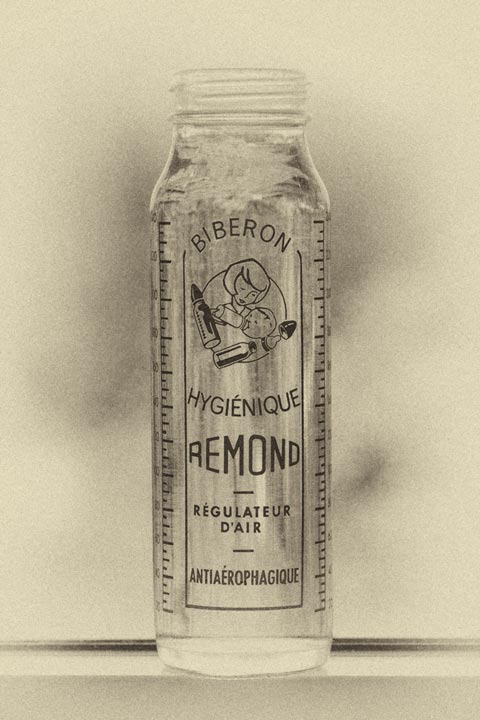 BIBERON
HYGIÉNIQUE
REMOND
RÉGULATEUR
D'AIR
ANTIAÉROPHAGIQUE